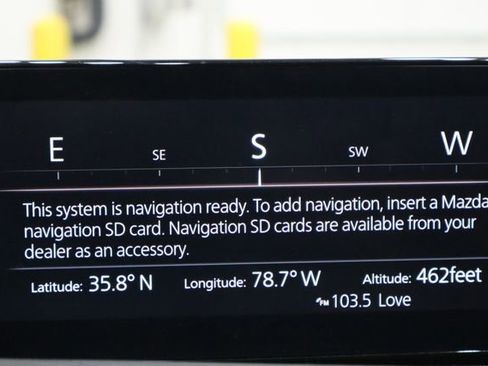 E SE S SW W
This system is navigation ready. To add navigation, insert a Mazda
navigation SD card. Navigation SD cards are available from your
dealer as an accessory.
Latitude: 35.8° N Longitude: 78.7° W Altitude: 462feet
FM 103.5 Love